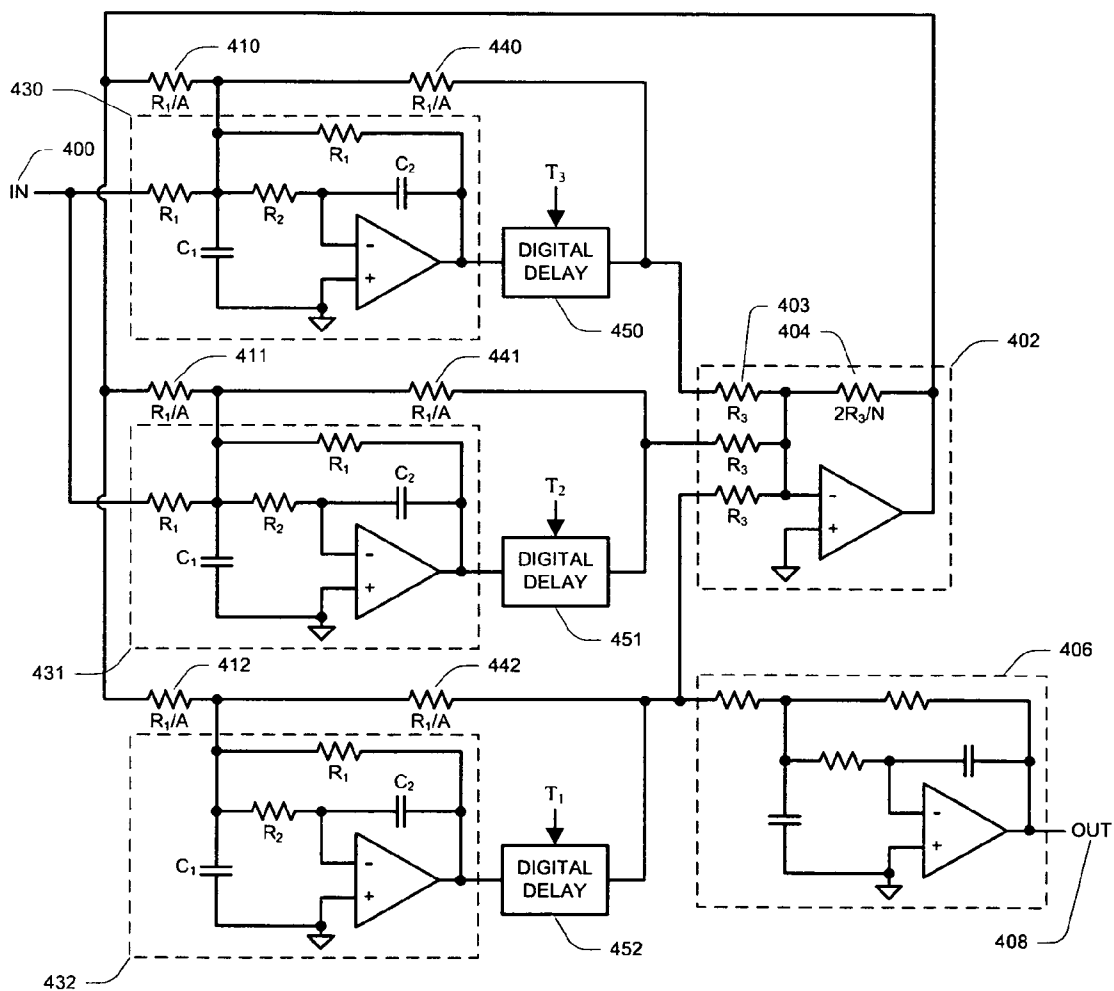 410
440
430
R₁/A
R₁/A
400
R₁
IN
C₂
T₃
R₁
R₂
C₁
-
+
DIGITAL
DELAY
450
403
404
402
411
441
R₁/A
R₁/A
R₃
2R₃/N
R₁
C₂
R₃
T₂
R₁
R₂
R₃
-
+
C₁
-
+
DIGITAL
DELAY
451
431
412
442
406
R₁/A
R₁/A
R₁
C₂
T₁
R₂
-
+
OUT
C₁
-
+
DIGITAL
DELAY
452
408
432